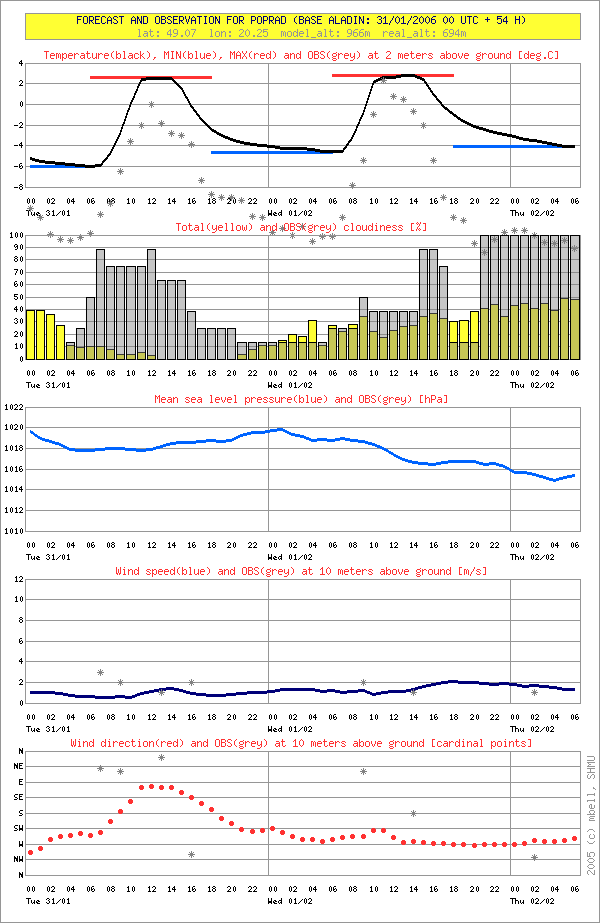 FORECAST AND OBSERVATION FOR POPRAD (BASE ALADIN: 31/01/2006 00 UTC + 54 H)
lat: 49.07 lon: 20.25 model_alt: 966m real_alt: 694m
Temperature(black), MIN(blue), MAX(red) and OBS(grey) at 2 meters above ground [deg.C]
4
2
0
-2
-4
-6
-8
00 02 04 06 08 10 12 14 16 18 20 22 00 02 04 06 08 10 12 14 16 18 20 22 00 02 04 06
Tue 31/01 Wed 01/02 Thu 02/02
Total(yellow) and OBS(grey) cloudiness [%]
100
90
80
70
60
50
40
30
20
10
0
00 02 04 06 08 10 12 14 16 18 20 22 00 02 04 06 08 10 12 14 16 18 20 22 00 02 04 06
Tue 31/01 Wed 01/02 Thu 02/02
Mean sea level pressure(blue) and OBS(grey) [hPa]
1022
1020
1018
1016
1014
1012
1010
00 02 04 06 08 10 12 14 16 18 20 22 00 02 04 06 08 10 12 14 16 18 20 22 00 02 04 06
Tue 31/01 Wed 01/02 Thu 02/02
Wind speed(blue) and OBS(grey) at 10 meters above ground [m/s]
12
10
8
6
4
2
0
00 02 04 06 08 10 12 14 16 18 20 22 00 02 04 06 08 10 12 14 16 18 20 22 00 02 04 06
Tue 31/01 Wed 01/02 Thu 02/02
Wind direction(red) and OBS(grey) at 10 meters above ground [cardinal points]
N
NE
E
SE
S
SW
W
NW
N
00 02 04 06 08 10 12 14 16 18 20 22 00 02 04 06 08 10 12 14 16 18 20 22 00 02 04 06
Tue 31/01 Wed 01/02 Thu 02/02
2005 (c) mbell, SHMU